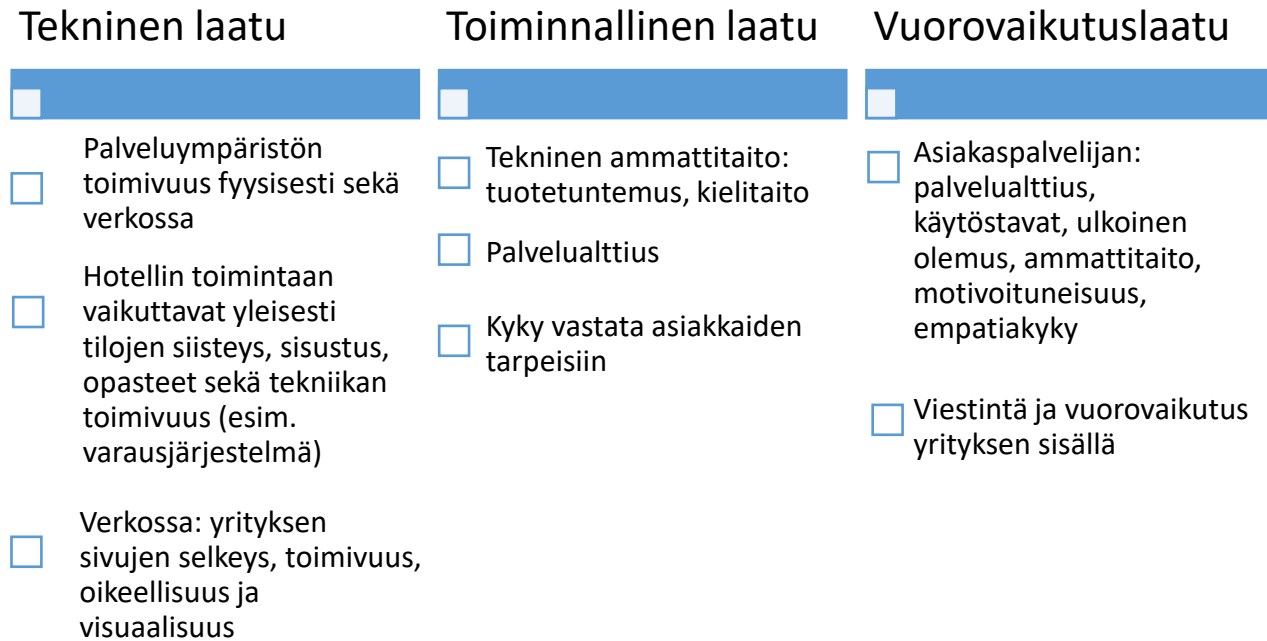 Tekninen laatu
Palveluympäristön
toimivuus fyysisesti sekä
verkossa
Hotellin toimintaan
vaikuttavat yleisesti
tilojen siisteys, sisustus,
opasteet sekä tekniikan
toimivuus (esim.
varausjärjestelmä)
Verkossa: yrityksen
sivujen selkeys, toimivuus,
oikeellisuus ja
visuaalisuus
Toiminnallinen laatu
Tekninen ammattitaito:
tuotetuntemus, kielitaito
Palvelualttius
Kyky vastata asiakkaiden
tarpeisiin
Vuorovaikutuslaatu
Asiakaspalvelijan:
palvelualttius,
käytöstavat, ulkoinen
olemus, ammattitaito,
motivoituneisuus,
empatiakyky
Viestintä ja vuorovaikutus
yrityksen sisällä